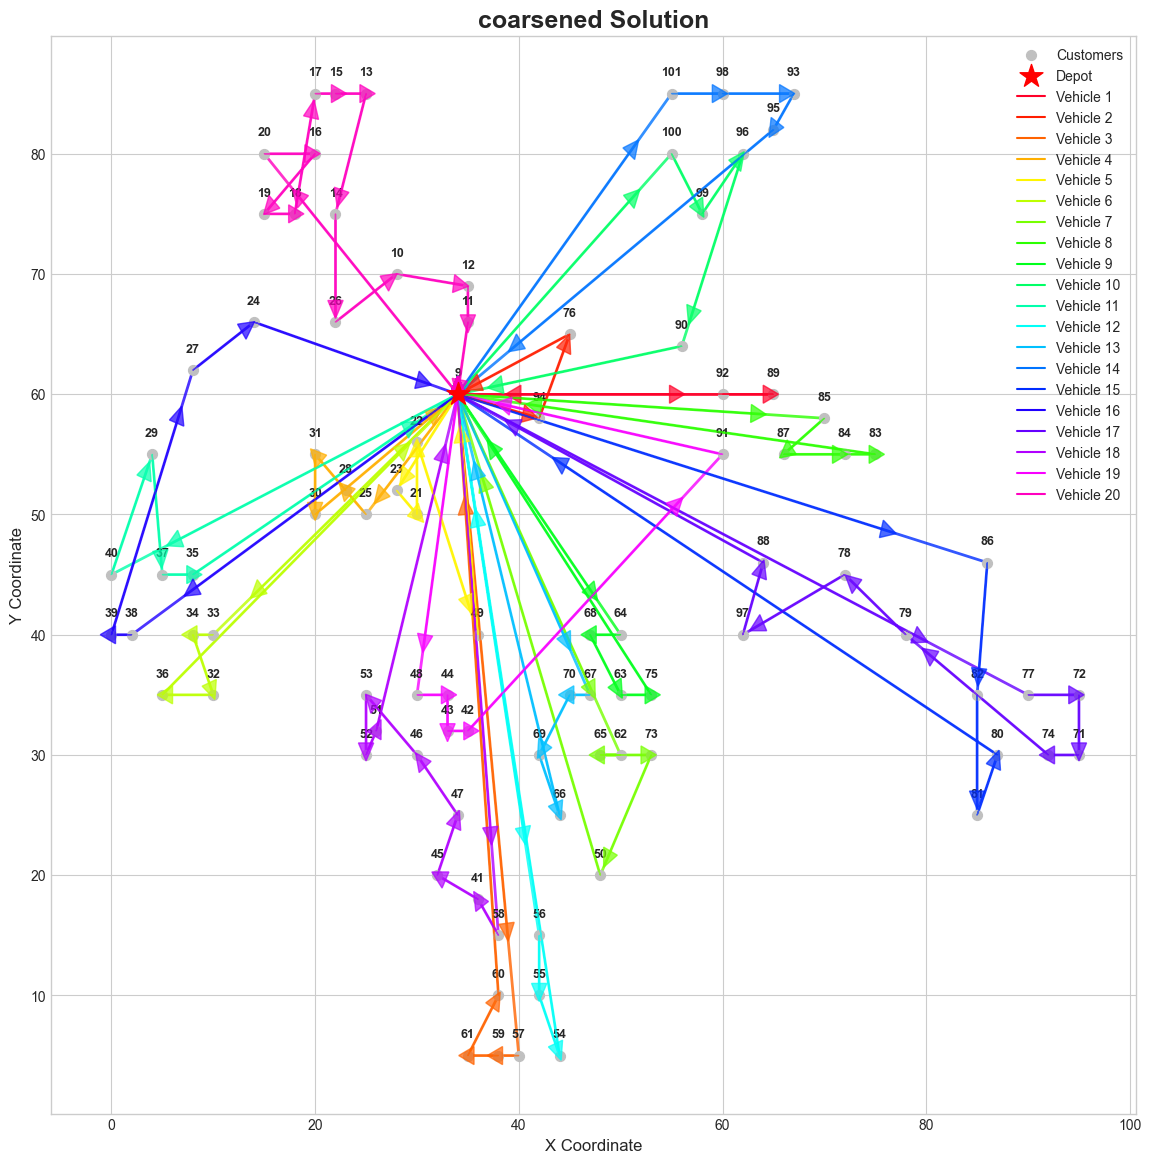 coarsened Solution
Customers
Depot
Vehicle 1
Vehicle 2
Vehicle 3
Vehicle 4
Vehicle 5
Vehicle 6
Vehicle 7
Vehicle 8
Vehicle 9
Vehicle 10
Vehicle 11
Vehicle 12
Vehicle 13
Vehicle 14
Vehicle 15
Vehicle 16
Vehicle 17
Vehicle 18
Vehicle 19
Vehicle 20
17 15 13 101 98 93
95
20 16 100 96
19 18 14 99
10 12
24 26 11 76
90
27 9 92 89
94 85
29 31 22 91 87 84 83
28 23
30 25 21
40 37 35 88 78 86
39 38 34 33 49 68 64 97 79
36 32 53 48 44 70 67 63 75 82 77 72
51 43 42
52 46 69 65 62 73 80 74 71
47 66 81
45 50
41
58 56
60 55
61 59 57 54
80
70
60
50
40
30
20
10
Y Coordinate
0 20 40 60 80 100
X Coordinate